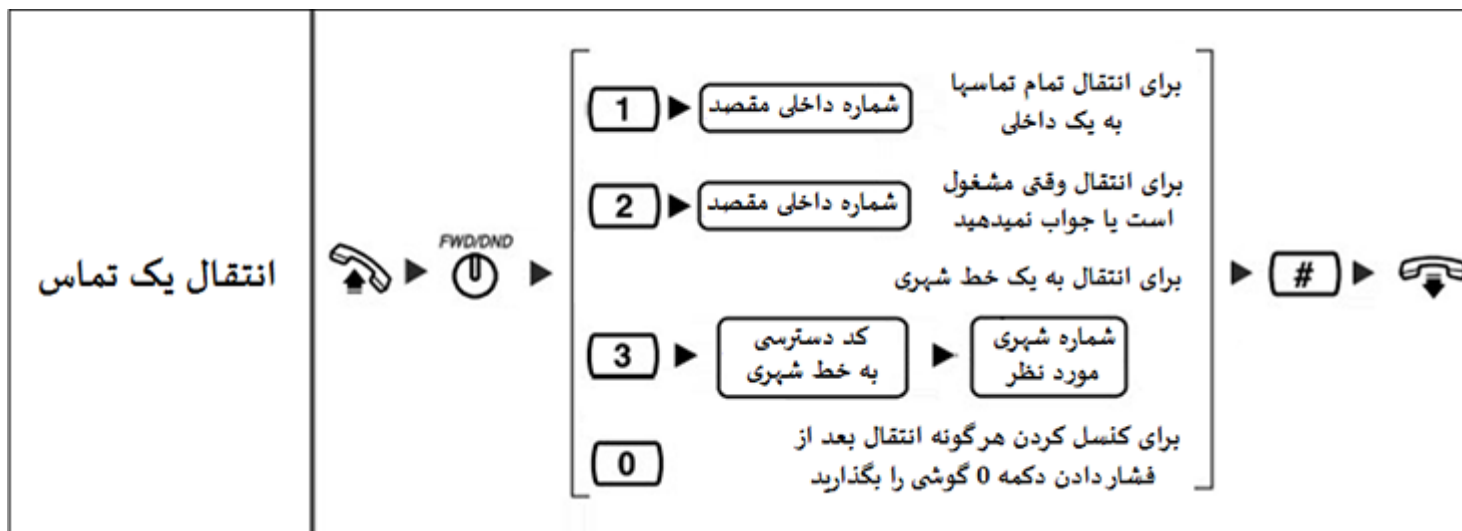 انتقال یک تماس
FWD/DND
1
شماره داخلی مقصد
برای انتقال تمام تماسها
به یک داخلی
2
شماره داخلی مقصد
برای انتقال وقتی مشغول
است یا جواب نمیدهید
برای انتقال به یک خط شهری
3
کد دسترسی
به خط شهری
شماره شهری
مورد نظر
0
برای کنسل کردن هرگونه انتقال بعد از
فشار دادن دکمه 0 گوشی را بگذارید
#